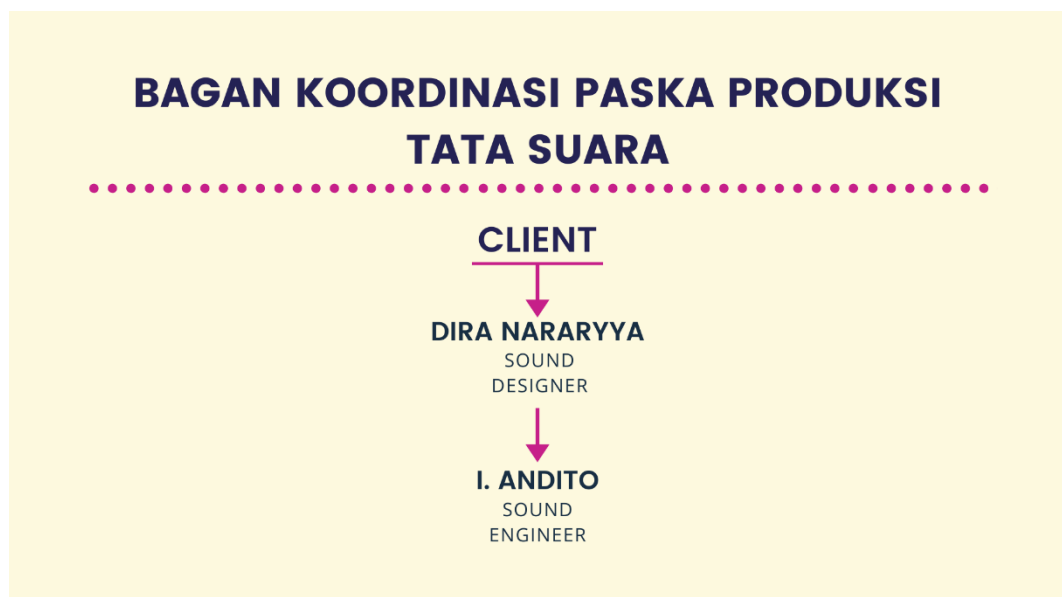 BAGAN KOORDINASI PASKA PRODUKSI
TATA SUARA
CLIENT
DIRA NARARYYA
SOUND
DESIGNER
I. ANDITO
SOUND
ENGINEER